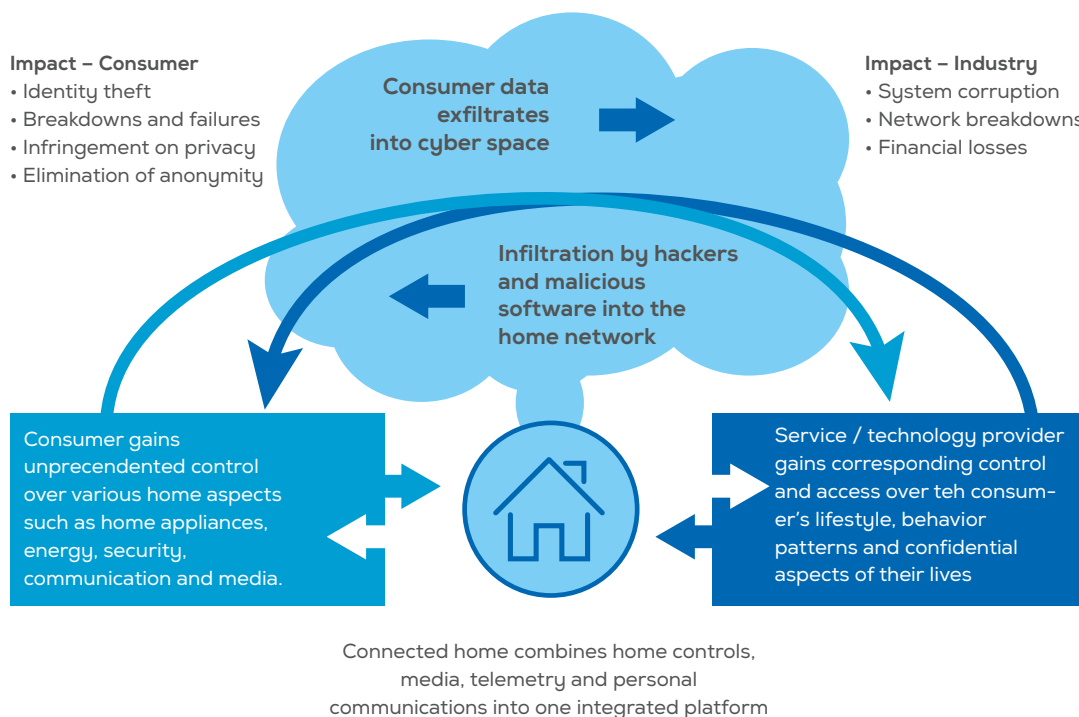 Impact – Consumer
• Identity theft
• Breakdowns and failures
• Infringement on privacy
• Elimination of anonymity
Consumer data
exfiltrates
into cyber space
Impact – Industry
• System corruption
• Network breakdowns
• Financial losses
Infiltration by hackers
and malicious
software into the
home network
Consumer gains
unprecendented control
over various home aspects
such as home appliances,
energy, security,
communication and media.
Service / technology provider
gains corresponding control
and access over teh consum-
er’s lifestyle, behavior
patterns and confidential
aspects of their lives
Connected home combines home controls,
media, telemetry and personal
communications into one integrated platform